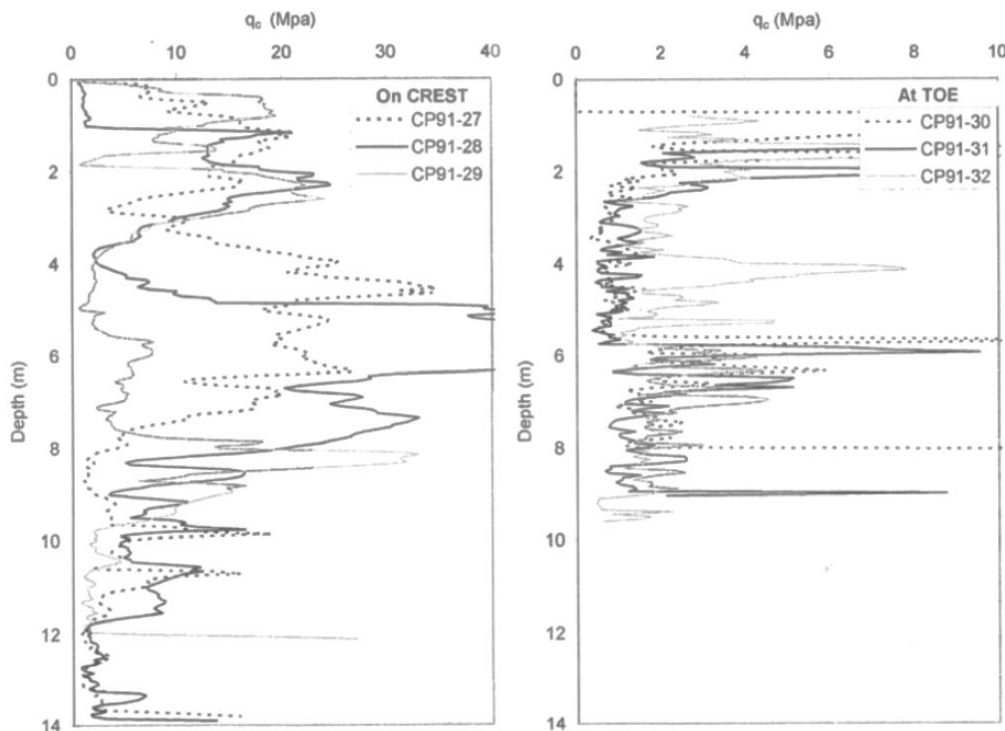 qc (Mpa)
0 10 20 30 40
0
2
4
6
8
10
12
14
Depth (m)
On CREST
CP91-27
CP91-28
CP91-29
qc (Mpa)
0 2 4 6 8 10
0
2
4
6
8
10
12
14
Depth (m)
At TOE
CP91-30
CP91-31
CP91-32